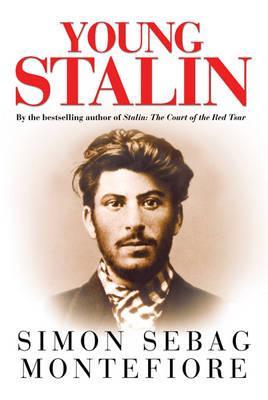 YOUNG
STALIN
By the bestselling author of Stalin: The Court of the Red Tsar
SIMON SEBAG
MONTEFIORE